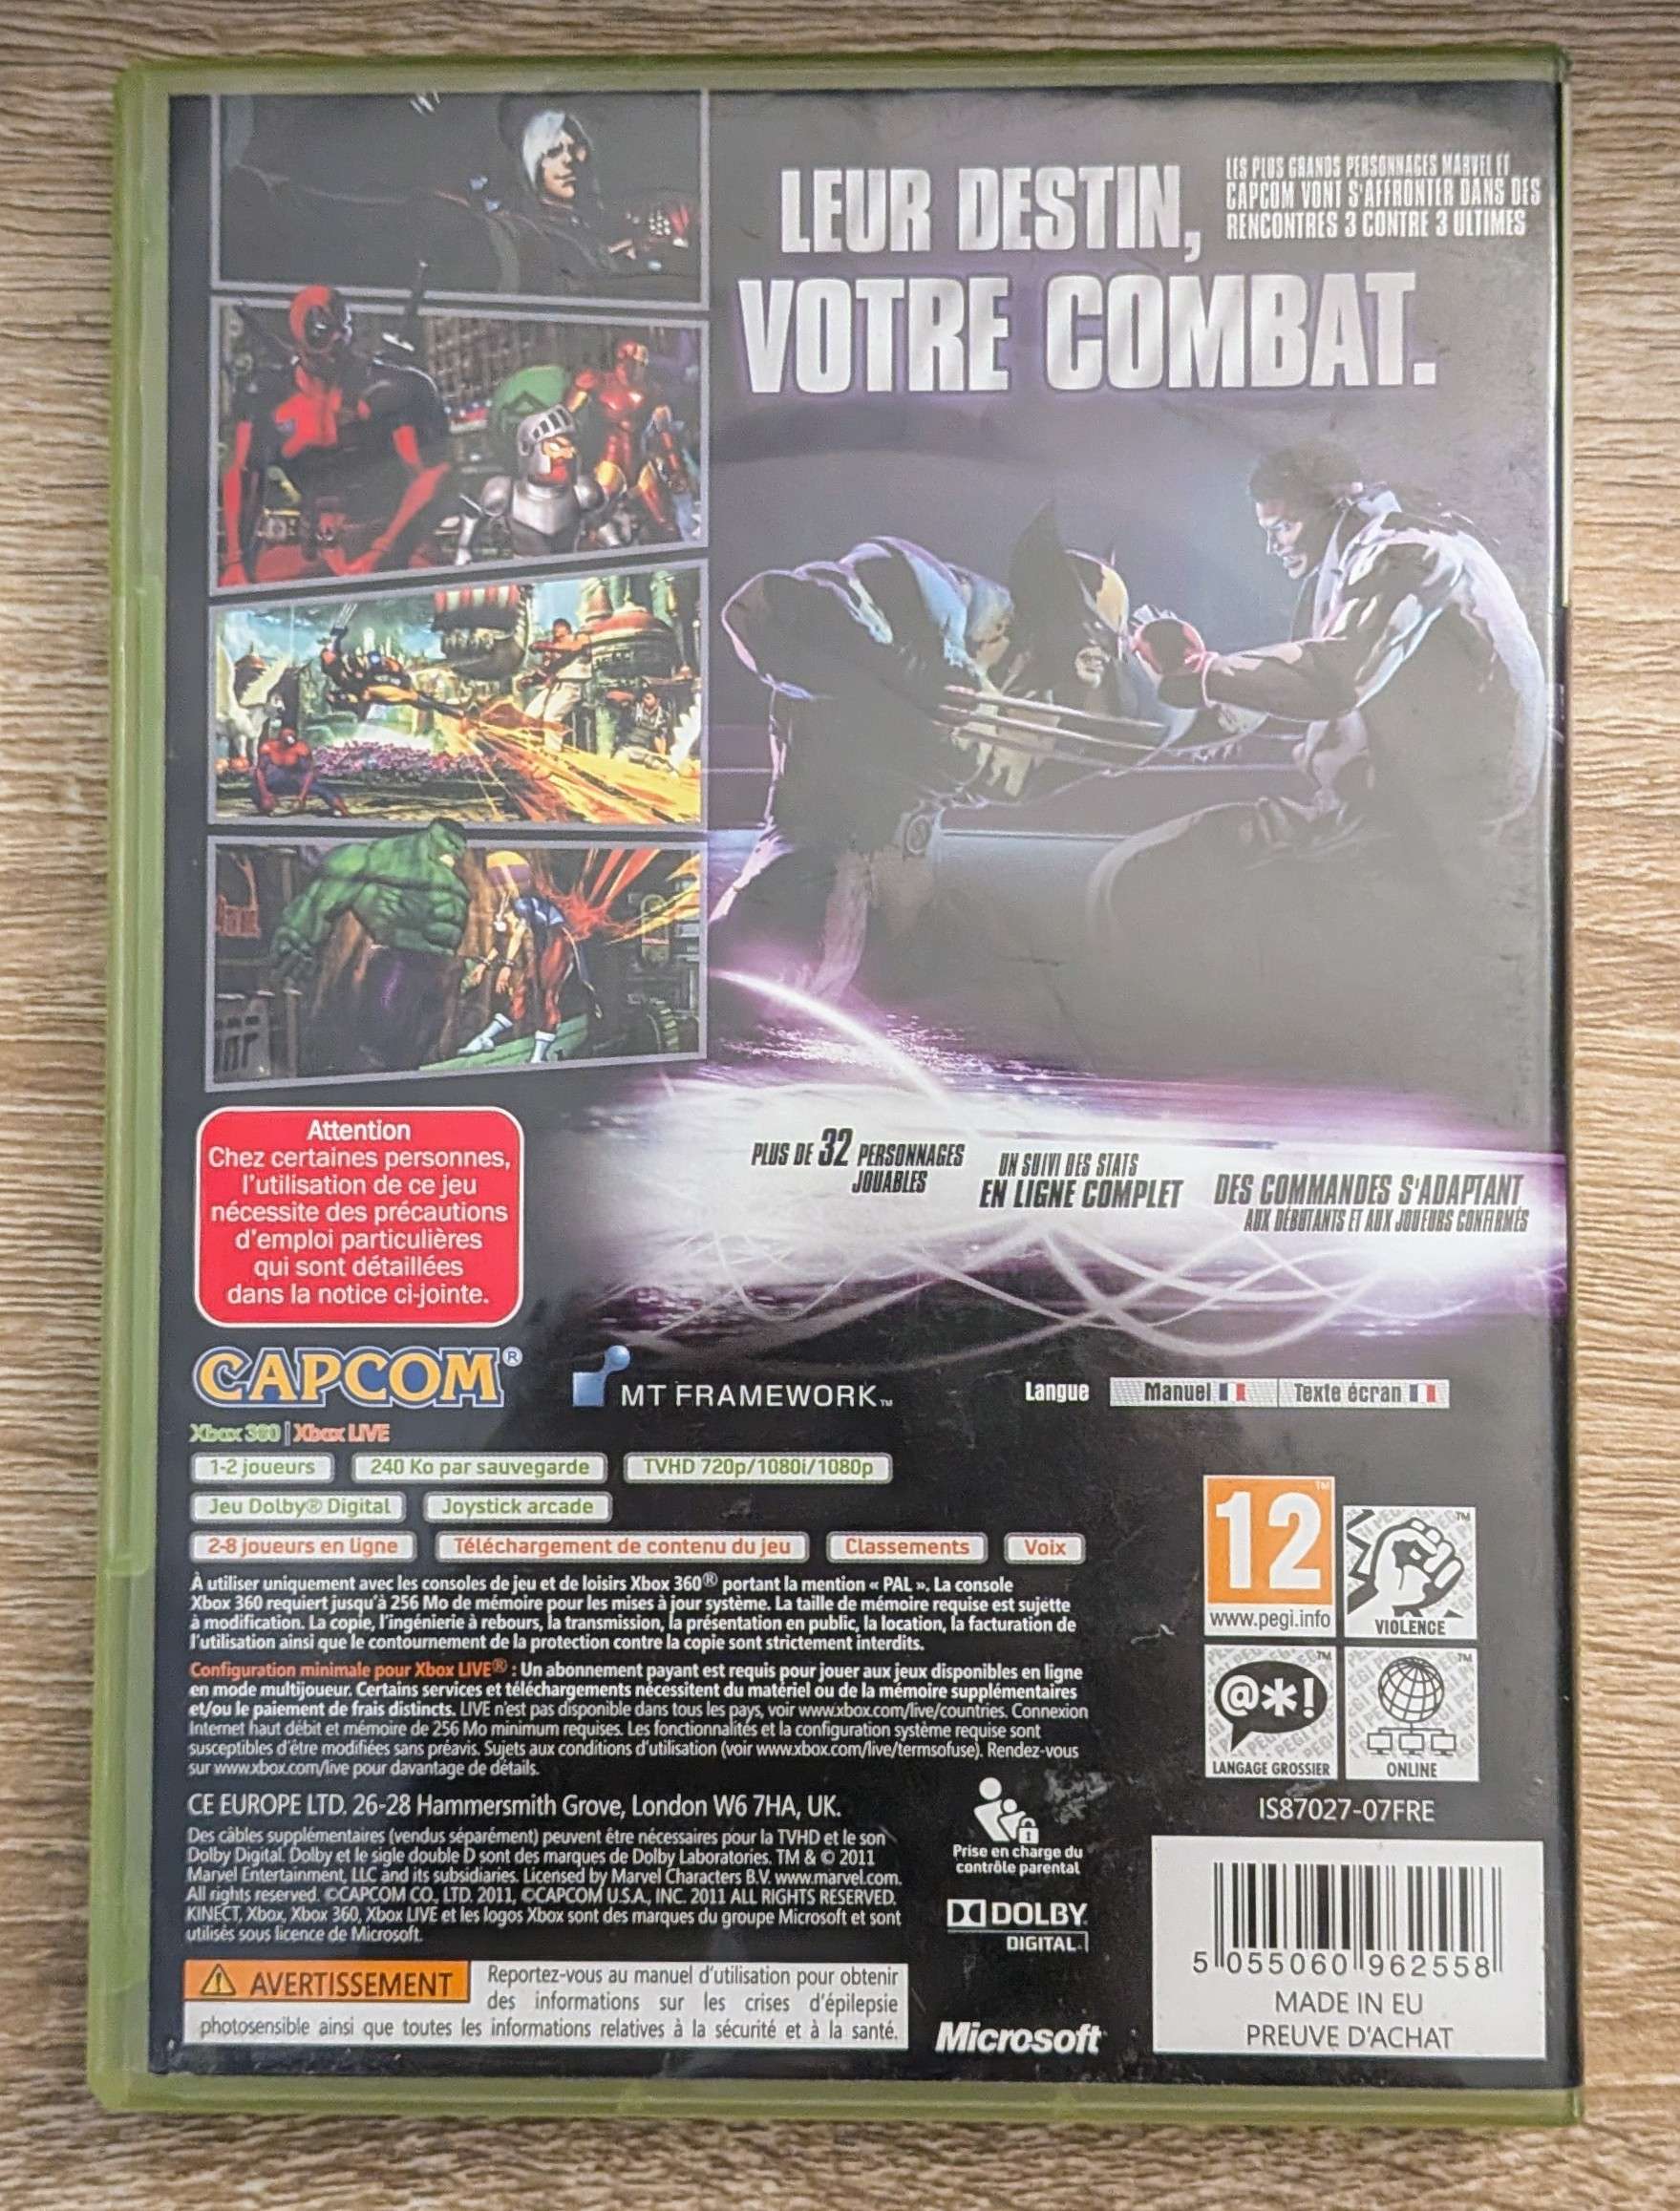 LEUR DESTIN,
LES PLUS GRANDS PERSONNAGES MARVEL ET
CAPCOM VONT S'AFFRONTER DANS DES
RENCONTRES 3 CONTRE 3 ULTIMES
VOTRE COMBAT.
PLUS DE 32 PERSONNAGES
JOUABLES
UN SUIVI DES STATS
EN LIGNE COMPLET
DES COMMANDES S'ADAPTANT
AUX DÉBUTANTS ET AUX JOUEURS CONFIRMÉS
Attention
Chez certaines personnes,
l'utilisation de ce jeu
nécessite des précautions
d'emploi particulières
qui sont détaillées
dans la notice ci-jointe.
CAPCOM®
MT FRAMEWORK™
Langue Manuel Texte écran
Xbox 360 | Xbox LIVE
1-2 joueurs 240 Ko par sauvegarde TVHD 720p/1080i/1080p
Jeu Dolby® Digital Joystick arcade
2-8 joueurs en ligne Téléchargement de contenu du jeu Classements Voix
À utiliser uniquement avec les consoles de jeu et de loisirs Xbox 360® portant la mention « PAL ». La console
Xbox 360 requiert jusqu'à 256 Mo de mémoire pour les mises à jour système. La taille de mémoire requise est sujette
à modification. La copie, l'ingénierie à rebours, la transmission, la présentation en public, la location, la facturation de
l'utilisation ainsi que le contournement de la protection contre la copie sont strictement interdits.
Configuration minimale pour Xbox LIVE® : Un abonnement payant est requis pour jouer aux jeux disponibles en ligne
en mode multijoueur. Certains services et téléchargements nécessitent du matériel ou de la mémoire supplémentaires
et/ou le paiement de frais distincts. LIVE n'est pas disponible dans tous les pays, voir www.xbox.com/live/countries. Connexion
Internet haut débit et mémoire de 256 Mo minimum requises. Les fonctionnalités et la configuration système requise sont
susceptibles d'être modifiées sans préavis. Sujets aux conditions d'utilisation (voir www.xbox.com/live/termsofuse). Rendez-vous
sur www.xbox.com/live pour davantage de détails.
CE EUROPE LTD. 26-28 Hammersmith Grove, London W6 7HA, UK.
Des câbles supplémentaires (vendus séparément) peuvent être nécessaires pour la TVHD et le son
Dolby Digital. Dolby et le sigle double D sont des marques de Dolby Laboratories. TM & © 2011
Marvel Entertainment, LLC and its subsidiaries. Licensed by Marvel Characters B.V. www.marvel.com.
All rights reserved. ©CAPCOM CO., LTD. 2011, ©CAPCOM U.S.A., INC. 2011 ALL RIGHTS RESERVED.
KINECT, Xbox, Xbox 360, Xbox LIVE et les logos Xbox sont des marques du groupe Microsoft et sont
utilisés sous licence de Microsoft.
AVERTISSEMENT
Reportez-vous au manuel d'utilisation pour obtenir
des informations sur les crises d'épilepsie
photosensible ainsi que toutes les informations relatives à la sécurité et à la santé.
Prise en charge du
contrôle parental
DOLBY
DIGITAL
Microsoft
12
www.pegi.info
VIOLENCE
@*!
LANGAGE GROSSIER
ONLINE
IS87027-07FRE
5 055060 962558
MADE IN EU
PREUVE D'ACHAT